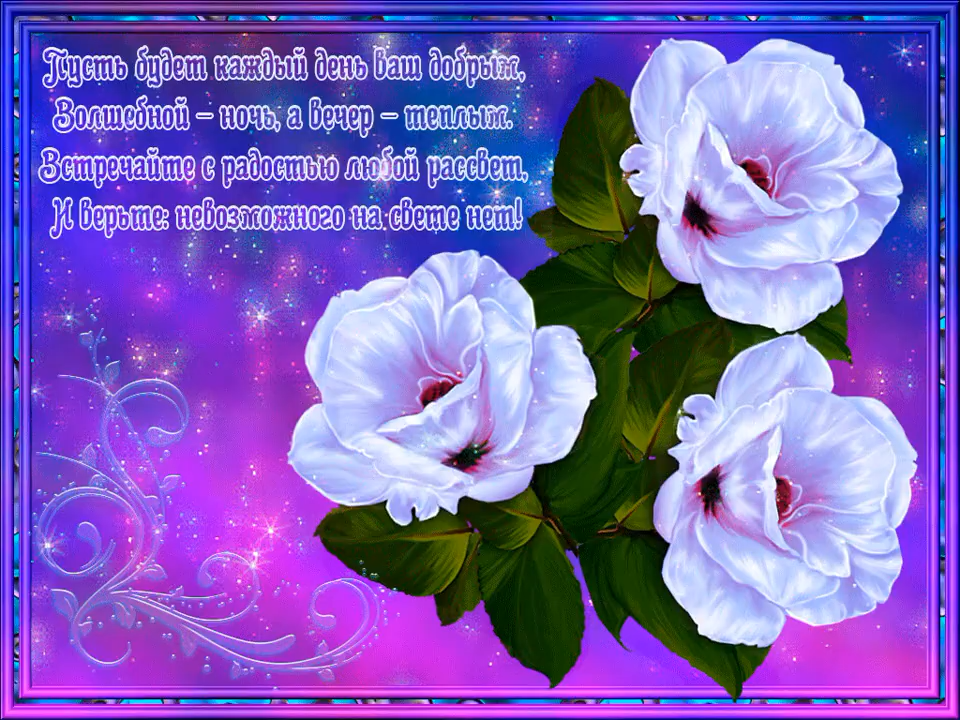 Пусть будет каждый день ваш добрым,
Волшебной – ночь, а вечер – теплым.
Встречайте с радостью любой рассвет,
И верьте: невозможного на свете нет!